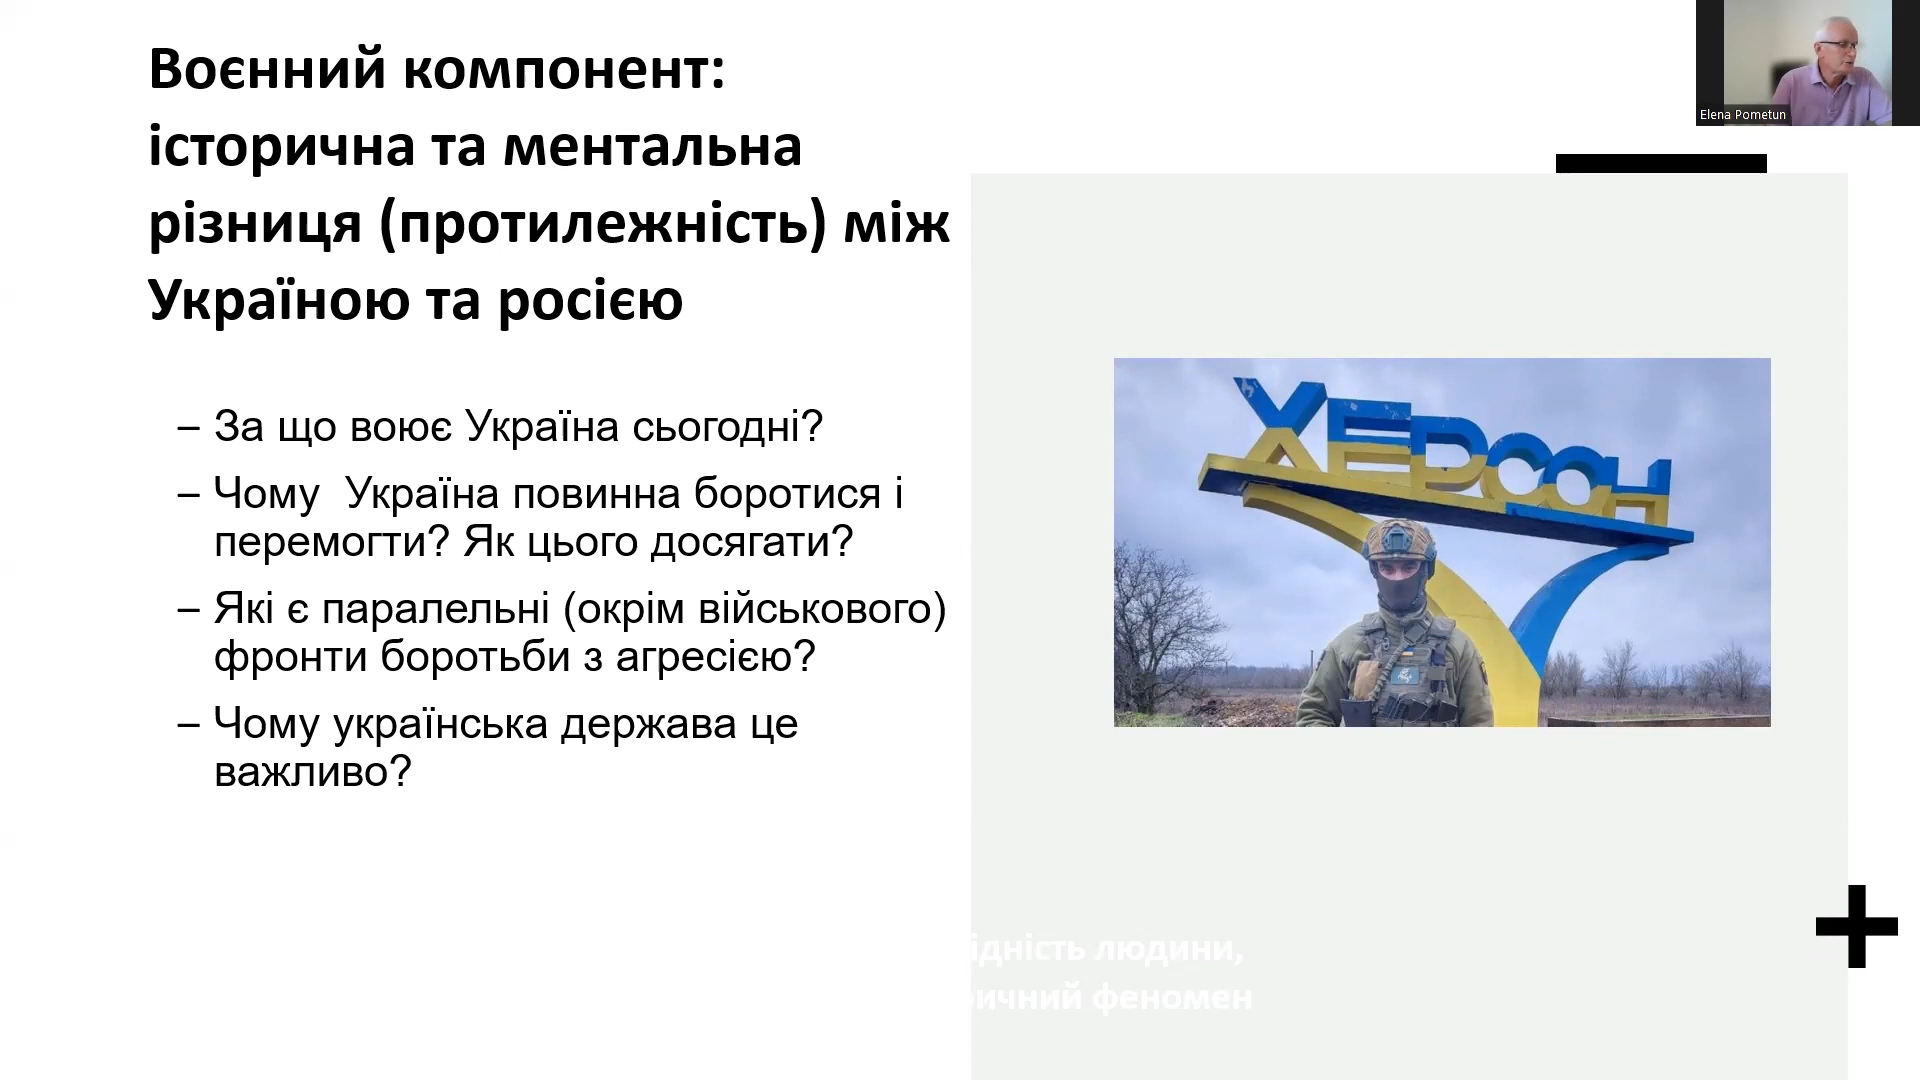 Воєнний компонент:
історична та ментальна
різниця (протилежність) між
Україною та росією
– За що воює Україна сьогодні?
– Чому Україна повинна боротися і
перемогти? Як цього досягати?
– Які є паралельні (окрім військового)
фронти боротьби з агресією?
– Чому українська держава це
важливо?
Elena Pometun
ХЕРСОН
ідність людини,
ричний феномен